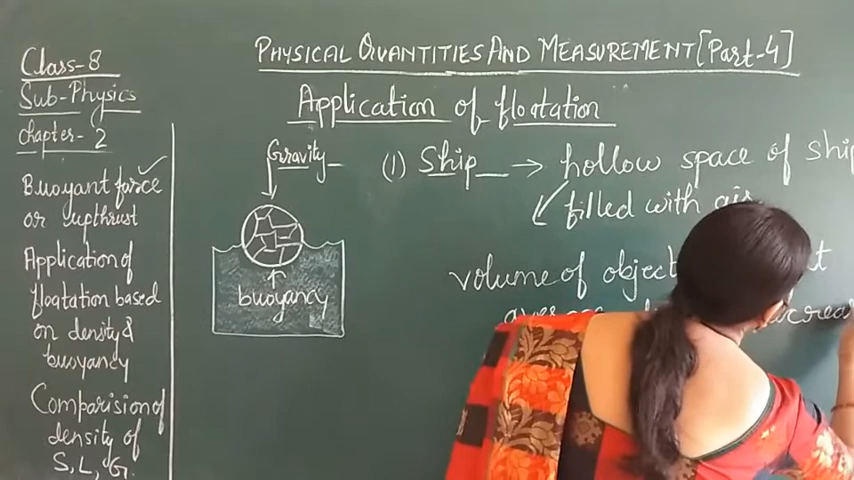 PHYSICAL QUANTITIES AND MEASUREMENT [Part-4]
Class-8
Sub-Physics
chapter- 2
Buoyant force
or upthrust
Application of
floatation based
on density &
buoyancy
Comparision of
density of
S, L, G.
Application of floatation
Gravity
buoyancy
(1) Ship → hollow space of ship
filled with air
volume of object